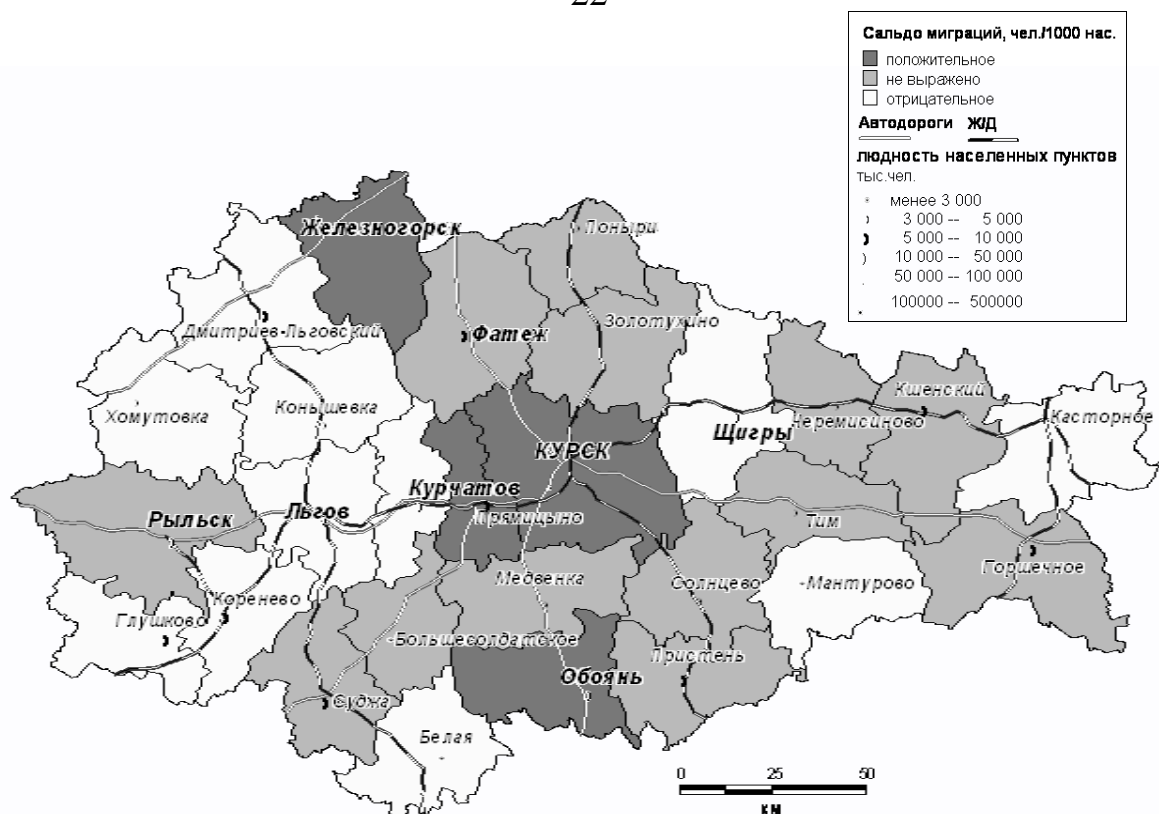 22
Сальдо миграций, чел./1000 нас.
положительное
не выражено
отрицательное
Автодороги Ж/Д
людность населенных пунктов
тыс.чел.
менее 3 000
3 000 -- 5 000
5 000 -- 10 000
10 000 -- 50 000
50 000 -- 100 000
100000 -- 500000
Железногорск
Поныри
Золотухино
Дмитриев-Льговский
Фатеж
Хомутовка
Конышевка
Кшенский
Касторное
Щигры
Черемисиново
КУРСК
Курчатов
Прямицыно
Рыльск
Льгов
Тим
Горшечное
Медвенка
Солнцево
-Мантурово
Коренево
Глушково
-Большесолдатское
Пристень
Обоянь
Суджа
Белая
0 25 50
км